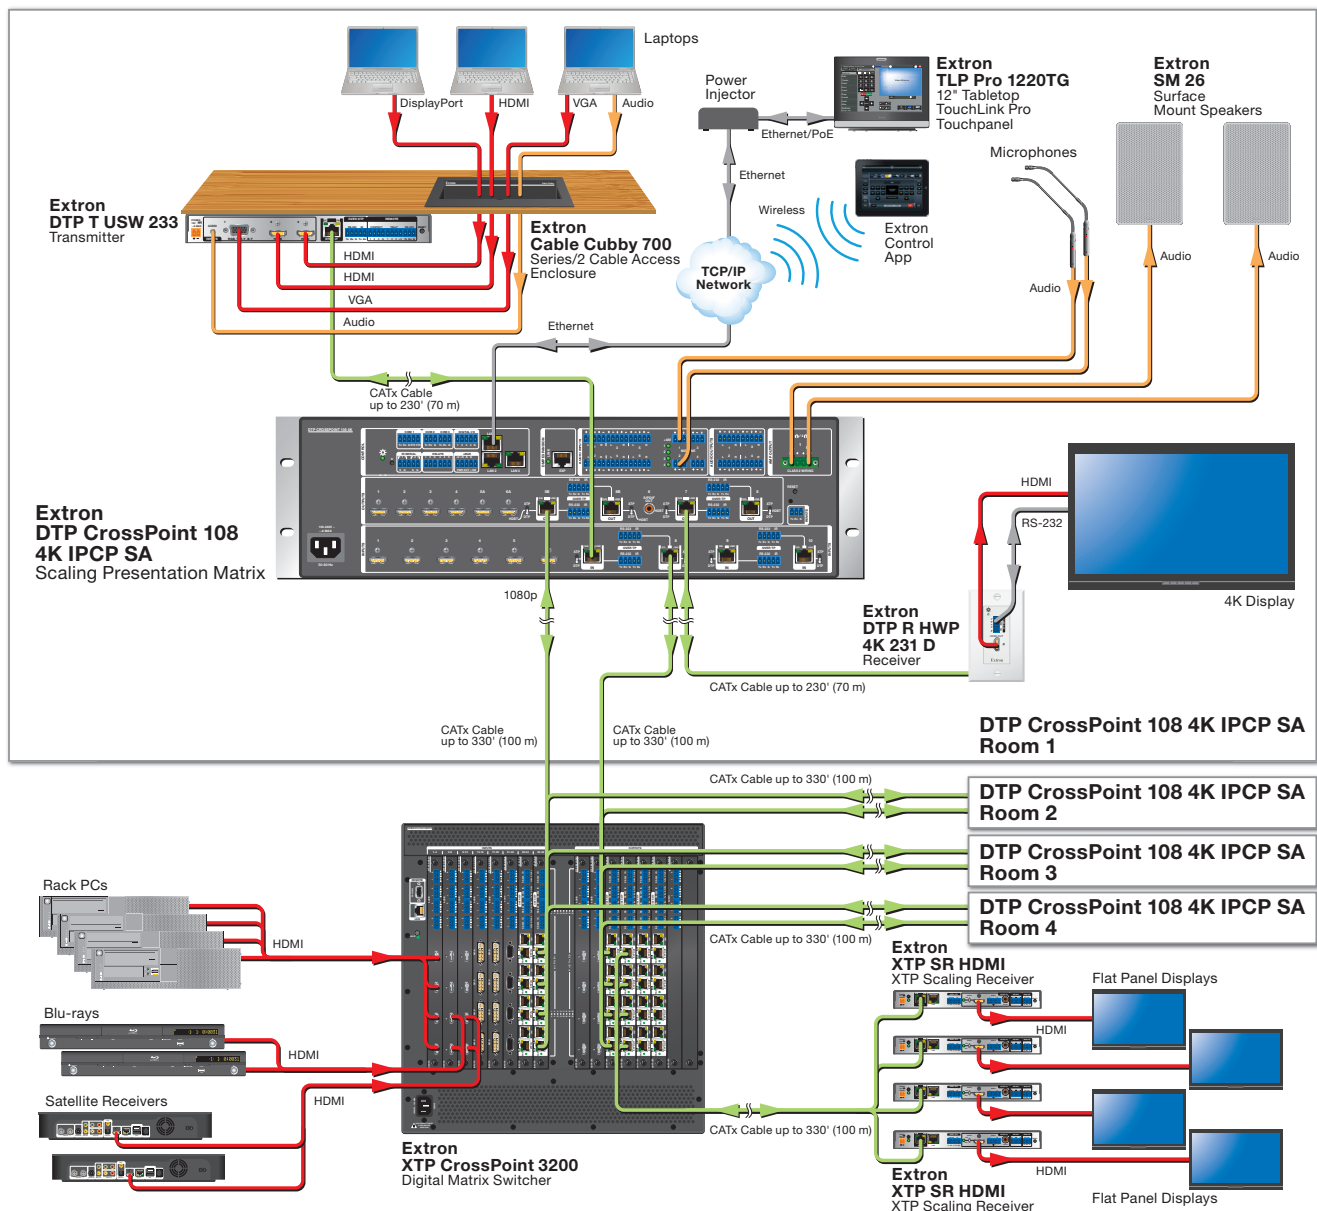 Laptops
DisplayPort
HDMI
VGA
Audio
Power
Injector
Ethernet/PoE
Extron
TLP Pro 1220TG
12" Tabletop
TouchLink Pro
Touchpanel
Extron
SM 26
Surface
Mount Speakers
Microphones
Ethernet
Wireless
Extron
Control
App
TCP/IP
Network
Extron
DTP T USW 233
Transmitter
Extron
Cable Cubby 700
Series/2 Cable Access
Enclosure
HDMI
HDMI
VGA
Audio
Ethernet
Audio
Audio
Audio
CATx Cable
up to 230' (70 m)
Extron
DTP CrossPoint 108
4K IPCP SA
Scaling Presentation Matrix
HDMI
RS-232
4K Display
1080p
Extron
DTP R HWP
4K 231 D
Receiver
CATx Cable up to 230' (70 m)
CATx Cable
up to 330' (100 m)
CATx Cable
up to 330' (100 m)
DTP CrossPoint 108 4K IPCP SA
Room 1
CATx Cable up to 330' (100 m)
DTP CrossPoint 108 4K IPCP SA
Room 2
CATx Cable up to 330' (100 m)
DTP CrossPoint 108 4K IPCP SA
Room 3
DTP CrossPoint 108 4K IPCP SA
Room 4
CATx Cable up to 330' (100 m)
Rack PCs
HDMI
Blu-rays
HDMI
Satellite Receivers
HDMI
Extron
XTP CrossPoint 3200
Digital Matrix Switcher
CATx Cable up to 330' (100 m)
Extron
XTP SR HDMI
XTP Scaling Receiver
Flat Panel Displays
HDMI
HDMI
Extron
XTP SR HDMI
XTP Scaling Receiver
Flat Panel Displays